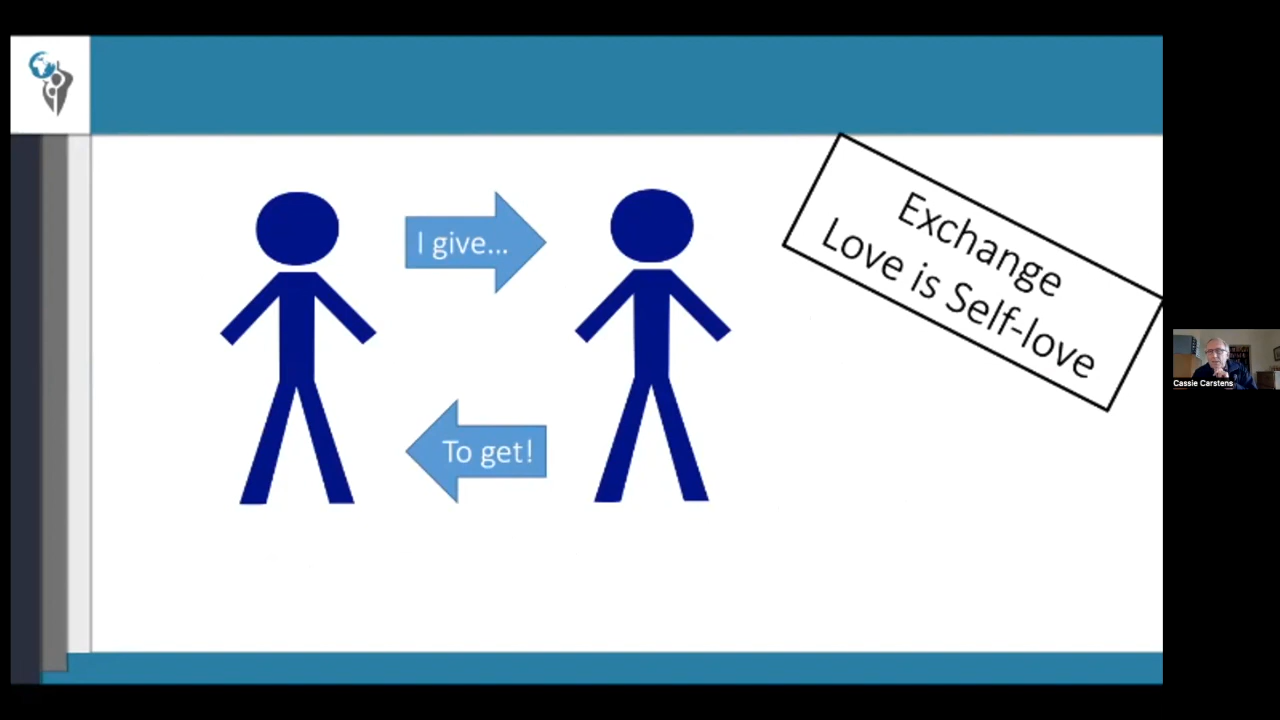 I give...
To get!
Exchange
Love is Self-love
Cassie Carstens